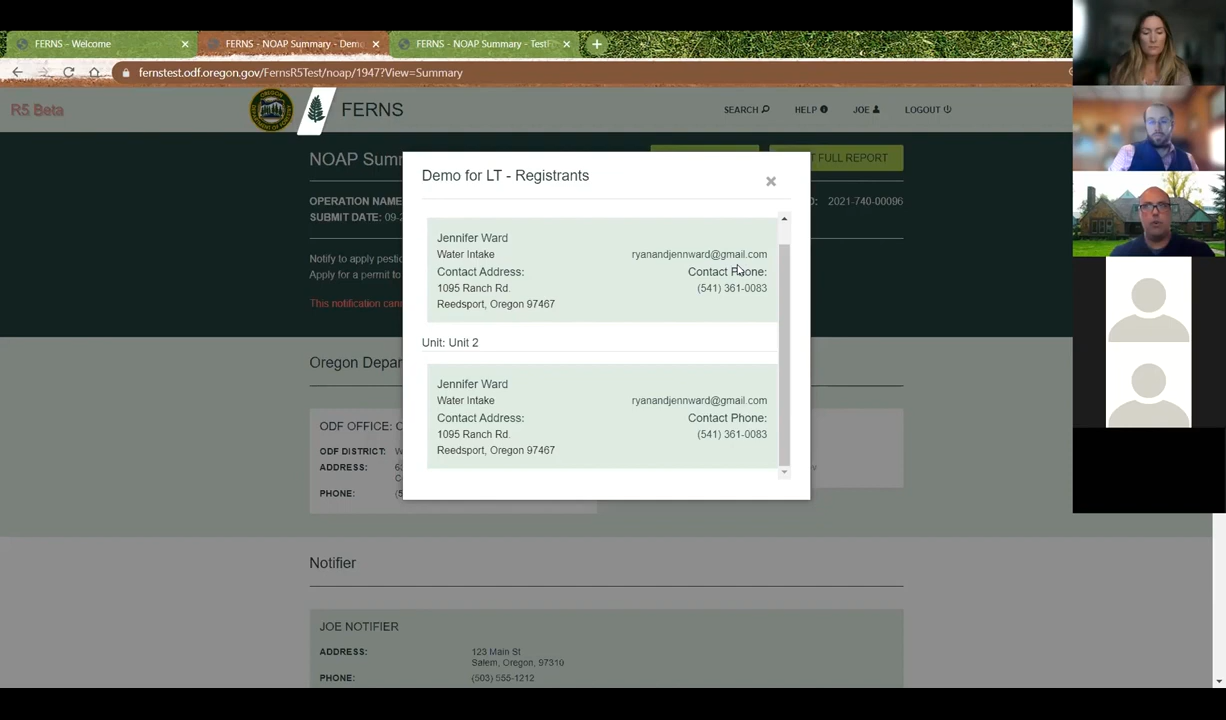 FERNS - Welcome
FERNS - NOAP Summary - Demo
FERNS - NOAP Summary - TestF
fernstest.odf.oregon.gov/FernsR5Test/noap/1947?View=Summary
R5 Beta
FERNS
SEARCH
HELP
JOE
LOGOUT
NOAP Summ
FULL REPORT
OPERATION NAME
2021-740-00096
SUBMIT DATE: 09-2
Notify to apply pestic
Apply for a permit to
This notification can
Demo for LT - Registrants
Jennifer Ward
Water Intake
ryanandjennward@gmail.com
Contact Address:
Contact Phone:
1095 Ranch Rd.
(541) 361-0083
Reedsport, Oregon 97467
Unit: Unit 2
Jennifer Ward
Water Intake
ryanandjennward@gmail.com
Contact Address:
Contact Phone:
1095 Ranch Rd.
(541) 361-0083
Reedsport, Oregon 97467
Oregon Depar
ODF OFFICE:
ODF DISTRICT:
ADDRESS:
PHONE:
Notifier
JOE NOTIFIER
ADDRESS:
123 Main St
Salem, Oregon, 97310
PHONE:
(503) 555-1212